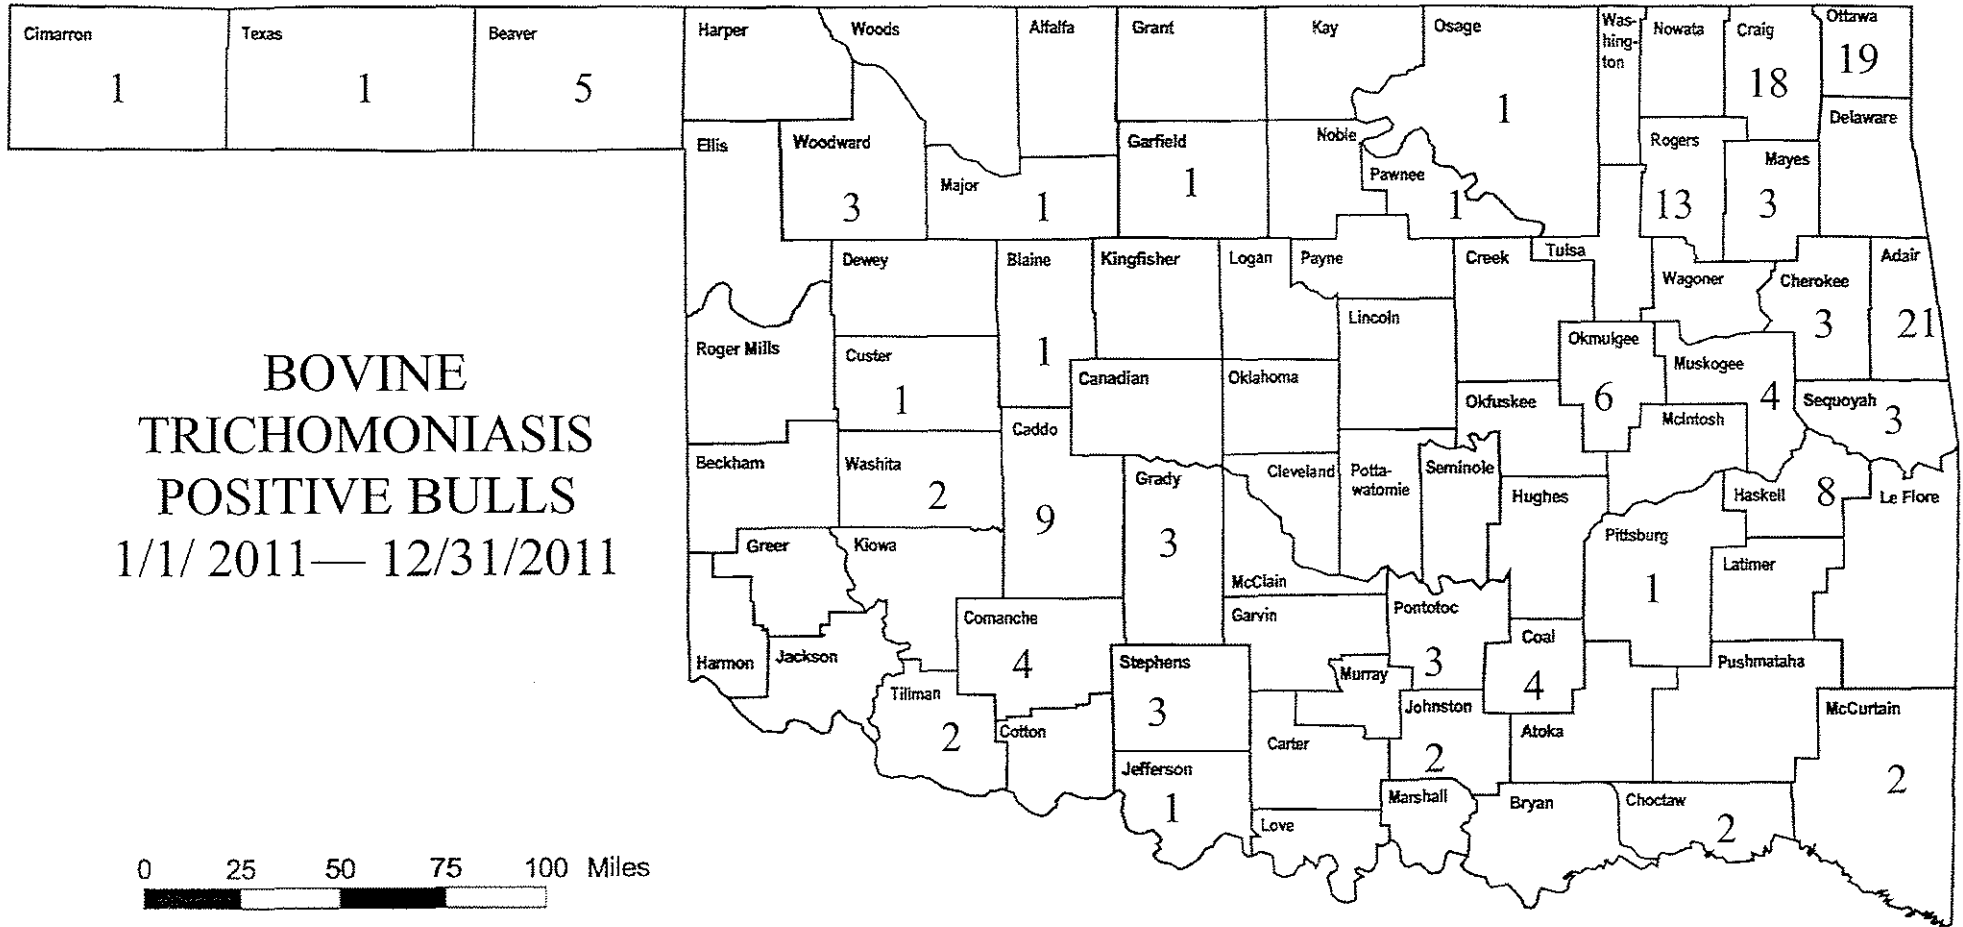 Cimarron
1
Texas
1
Beaver
5
Harper
Woods
Alfalfa
Grant
Kay
Osage
1
Was-
hing-
ton
Nowata
Craig
18
Ottawa
19
Delaware
Ellis
Woodward
3
Major
1
Garfield
1
Noble
Pawnee
1
Rogers
13
Mayes
3
Dewey
Blaine
1
Kingfisher
Logan
Payne
Creek
Tulsa
Wagoner
Cherokee
3
Adair
21
Lincoln
Roger Mills
Custer
1
Canadian
Oklahoma
Okmulgee
6
Muskogee
4
Okfuskee
McIntosh
Sequoyah
3
BOVINE
TRICHOMONIASIS
POSITIVE BULLS
1/1/ 2011— 12/31/2011
Beckham
Washita
2
Caddo
9
Grady
3
Cleveland
Potta-
watomie
Seminole
Hughes
Haskell
8
Le Flore
Greer
Kiowa
McClain
Pittsburg
1
Latimer
Harmon
Jackson
Comanche
4
Garvin
Pontotoc
3
Coal
4
Stephens
3
Murray
Pushmataha
Tillman
2
Cotton
Johnston
2
Atoka
McCurtain
2
Carter
Jefferson
1
Marshall
Bryan
Choctaw
2
Love
0 25 50 75 100 Miles